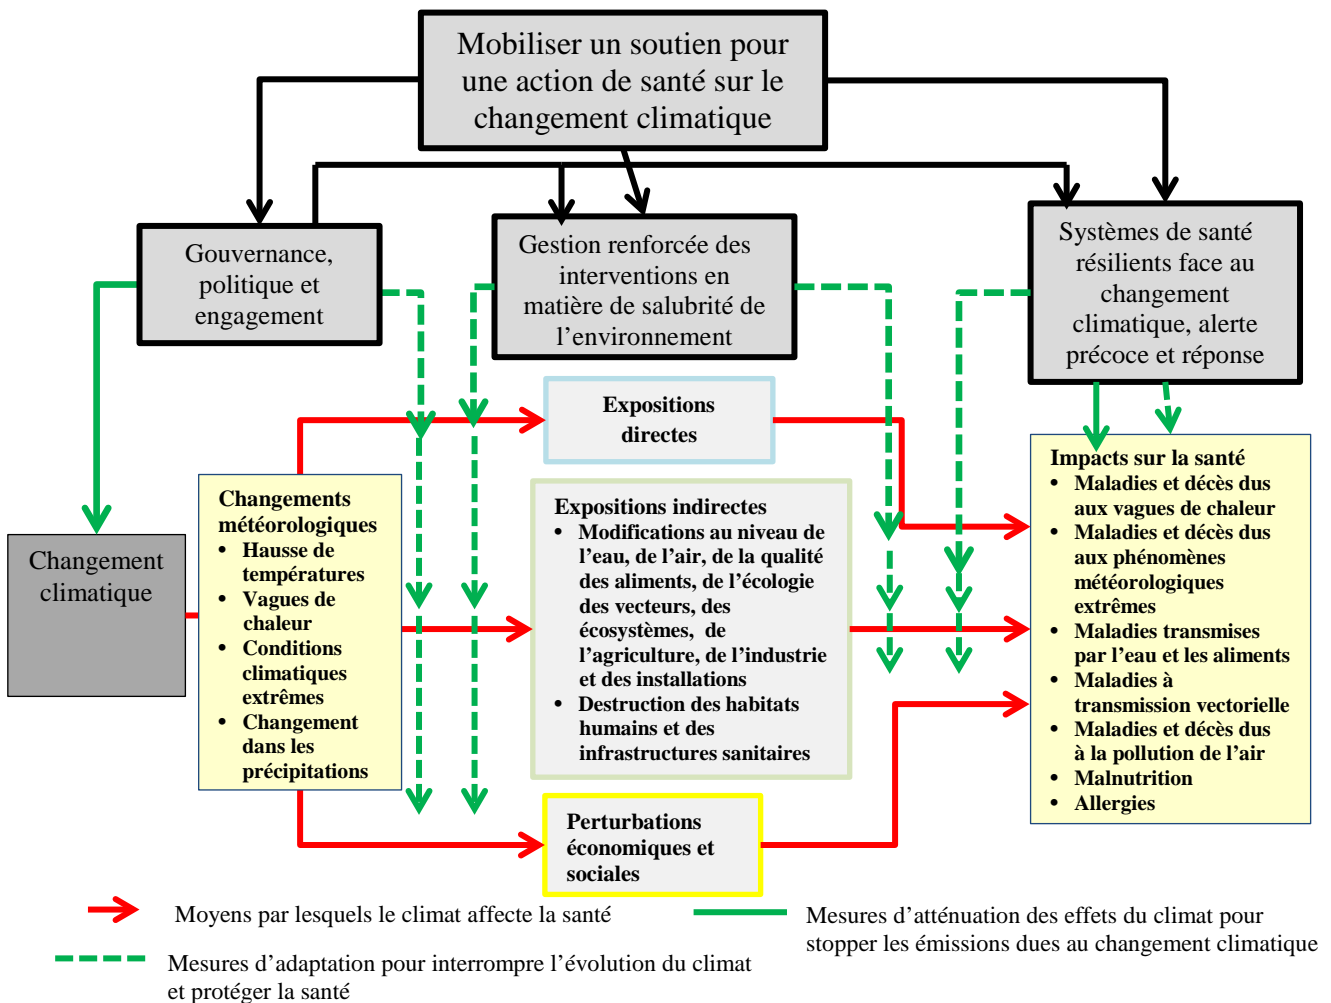 Mobiliser un soutien pour
une action de santé sur le
changement climatique
Gouvernance,
politique et
engagement
Gestion renforcée des
interventions en
matière de salubrité de
l’environnement
Systèmes de santé
résilients face au
changement
climatique, alerte
précoce et réponse
Changement
climatique
Changements
météorologiques
• Hausse de
températures
• Vagues de
chaleur
• Conditions
climatiques
extrêmes
• Changement
dans les
précipitations
Expositions
directes
Expositions indirectes
• Modifications au niveau de
l’eau, de l’air, de la qualité
des aliments, de l’écologie
des vecteurs, des
écosystèmes, de
l’agriculture, de l’industrie
et des installations
• Destruction des habitats
humains et des
infrastructures sanitaires
Perturbations
économiques et
sociales
Impacts sur la santé
• Maladies et décès dus
aux vagues de chaleur
• Maladies et décès dus
aux phénomènes
météorologiques
extrêmes
• Maladies transmises
par l’eau et les aliments
• Maladies à
transmission vectorielle
• Maladies et décès dus
à la pollution de l’air
• Malnutrition
• Allergies
Moyens par lesquels le climat affecte la santé
Mesures d’atténuation des effets du climat pour
stopper les émissions dues au changement climatique
Mesures d’adaptation pour interrompre l’évolution du climat
et protéger la santé